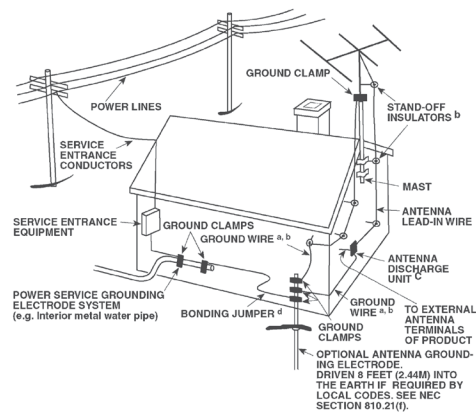 GROUND CLAMP
POWER LINES
STAND-OFF
INSULATORS b
SERVICE
ENTRANCE
CONDUCTORS
MAST
ANTENNA
LEAD-IN WIRE
SERVICE ENTRANCE
EQUIPMENT
GROUND CLAMPS
GROUND WIRE a, b
ANTENNA
DISCHARGE
UNIT C
POWER SERVICE GROUNDING
ELECTRODE SYSTEM
(e.g. interior metal water pipe)
BONDING JUMPER d
GROUND
WIRE a, b
TO EXTERNAL
ANTENNA
TERMINALS
OF PRODUCT
GROUND
CLAMPS
OPTIONAL ANTENNA GROUND-
ING ELECTRODE.
DRIVEN 8 FEET (2.44M) INTO
THE EARTH IF REQUIRED BY
LOCAL CODES. SEE NEC
SECTION 810.21(f).